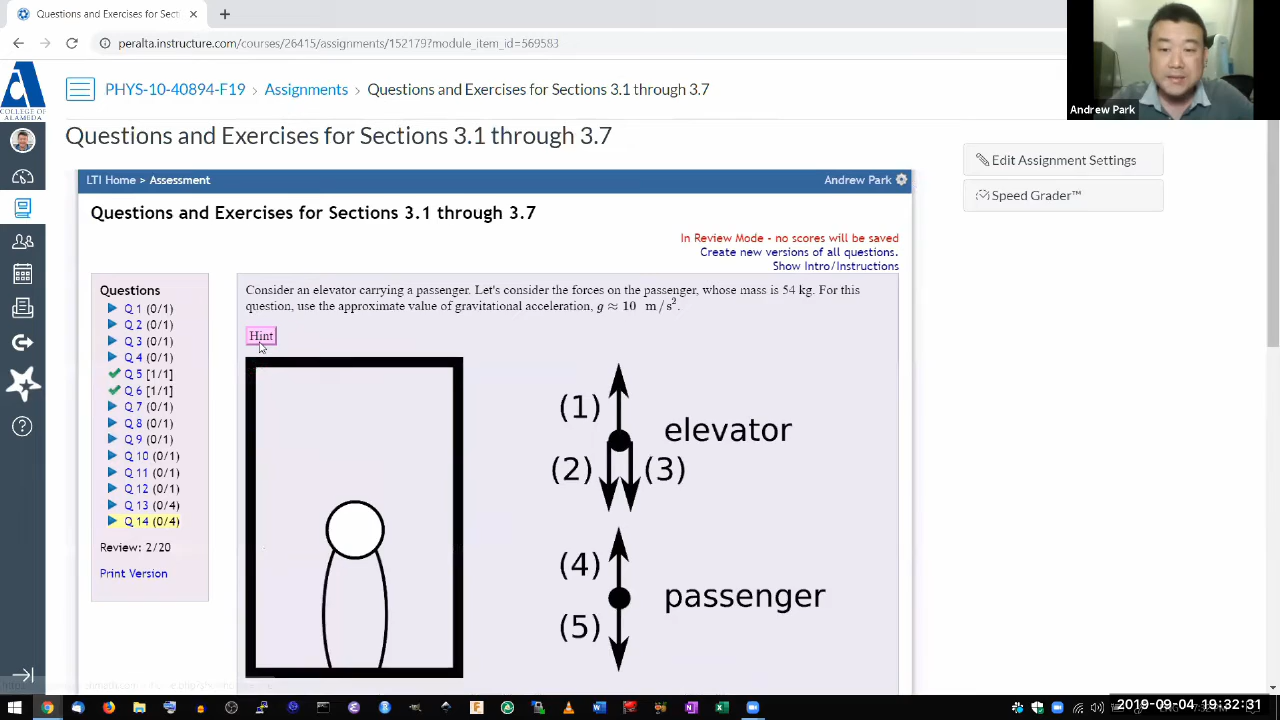 Questions and Exercises for Sect
peralta.instructure.com/courses/26415/assignments/152179?module_item_id=569583
Andrew Park
COLLEGE OF
ALAMEDA
PHYS-10-40894-F19 > Assignments > Questions and Exercises for Sections 3.1 through 3.7
Questions and Exercises for Sections 3.1 through 3.7
Edit Assignment Settings
Speed Grader™
LTI Home > Assessment
Andrew Park
Questions and Exercises for Sections 3.1 through 3.7
In Review Mode - no scores will be saved
Create new versions of all questions.
Show Intro/Instructions
Questions
Q 1 (0/1)
Q 2 (0/1)
Q 3 (0/1)
Q 4 (0/1)
Q 5 [1/1]
Q 6 [1/1]
Q 7 (0/1)
Q 8 (0/1)
Q 9 (0/1)
Q 10 (0/1)
Q 11 (0/1)
Q 12 (0/1)
Q 13 (0/4)
Q 14 (0/4)
Review: 2/20
Print Version
Consider an elevator carrying a passenger. Let's consider the forces on the passenger, whose mass is 54 kg. For this
question, use the approximate value of gravitational acceleration, g ≈ 10 m/s².
Hint
(1)
elevator
(2) (3)
(4)
passenger
(5)
2019-09-04 19:32:31